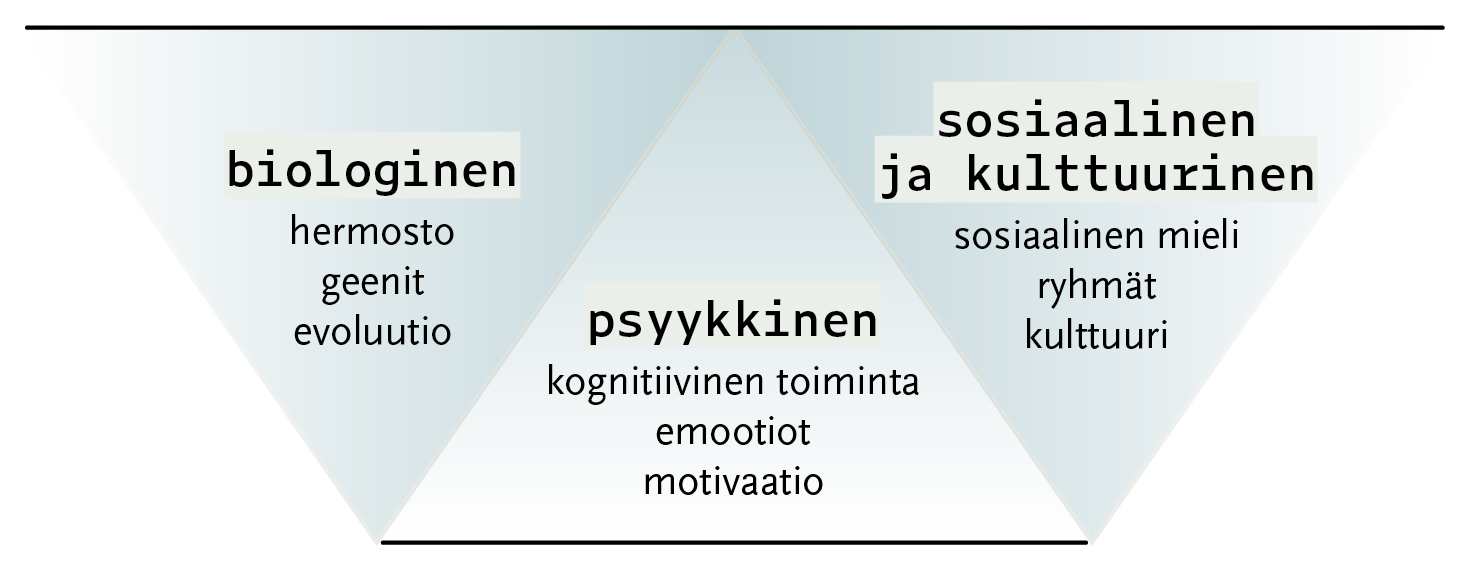 biologinen
hermosto
geenit
evoluutio
psyykkinen
kognitiivinen toiminta
emootiot
motivaatio
sosiaalinen
ja kulttuurinen
sosiaalinen mieli
ryhmät
kulttuuri